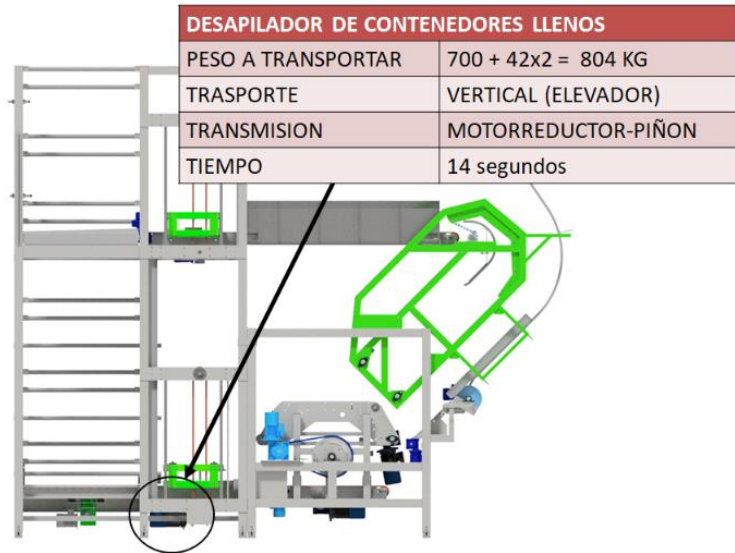 DESAPILADOR DE CONTENEDORES LLENOS
PESO A TRANSPORTAR 700 + 42x2 = 804 KG
TRASPORTE VERTICAL (ELEVADOR)
TRANSMISION MOTORREDUCTOR-PIÑON
TIEMPO 14 segundos